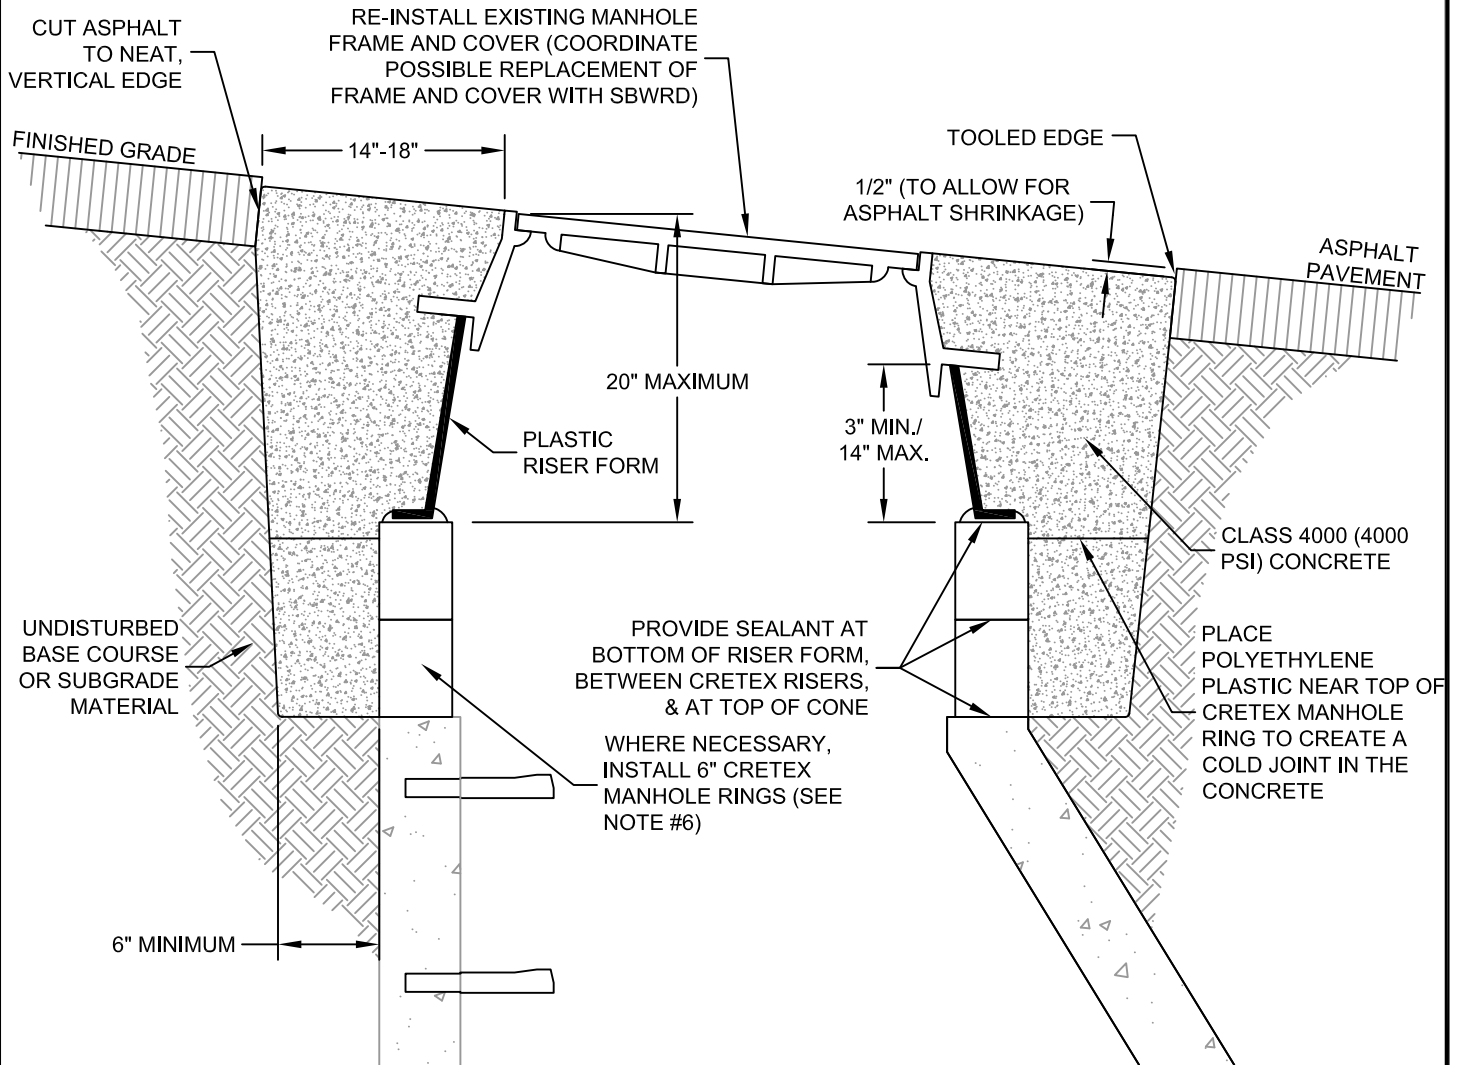 CUT ASPHALT
TO NEAT,
VERTICAL EDGE
RE-INSTALL EXISTING MANHOLE
FRAME AND COVER (COORDINATE
POSSIBLE REPLACEMENT OF
FRAME AND COVER WITH SBWRD)
FINISHED GRADE
14"-18"
TOOLED EDGE
1/2" (TO ALLOW FOR
ASPHALT SHRINKAGE)
ASPHALT
PAVEMENT
20" MAXIMUM
3" MIN./
14" MAX.
PLASTIC
RISER FORM
CLASS 4000 (4000
PSI) CONCRETE
UNDISTURBED
BASE COURSE
OR SUBGRADE
MATERIAL
PROVIDE SEALANT AT
BOTTOM OF RISER FORM,
BETWEEN CRETEX RISERS,
& AT TOP OF CONE
PLACE
POLYETHYLENE
PLASTIC NEAR TOP OF
CRETEX MANHOLE
RING TO CREATE A
COLD JOINT IN THE
CONCRETE
WHERE NECESSARY,
INSTALL 6" CRETEX
MANHOLE RINGS (SEE
NOTE #6)
6" MINIMUM